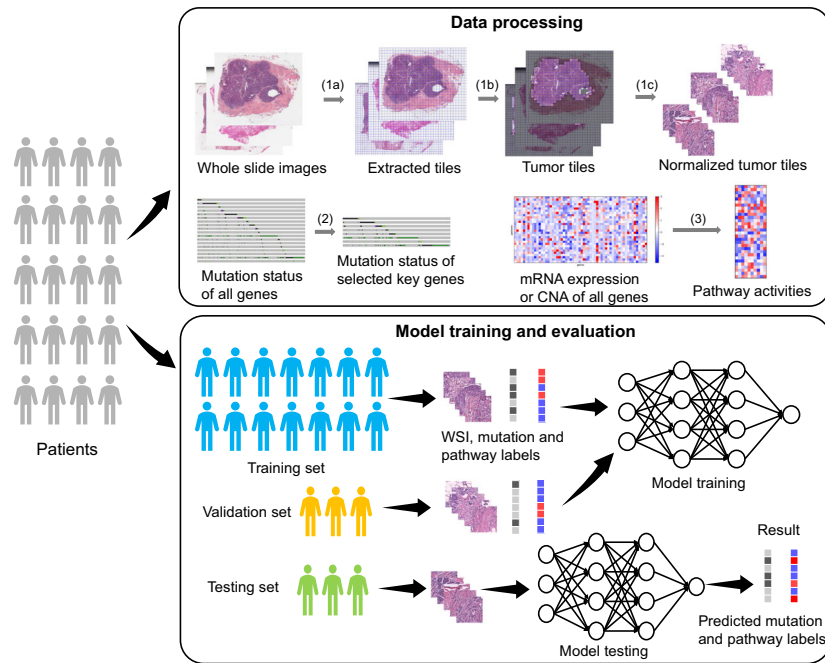 Data processing
(1a)
(1b)
(1c)
Whole slide images
Extracted tiles
Tumor tiles
Normalized tumor tiles
(2)
(3)
Mutation status
of all genes
Mutation status of
selected key genes
mRNA expression
or CNA of all genes
Pathway activities
Patients
Model training and evaluation
Training set
WSI, mutation and
pathway labels
Model training
Validation set
Testing set
Model testing
Result
Predicted mutation
and pathway labels